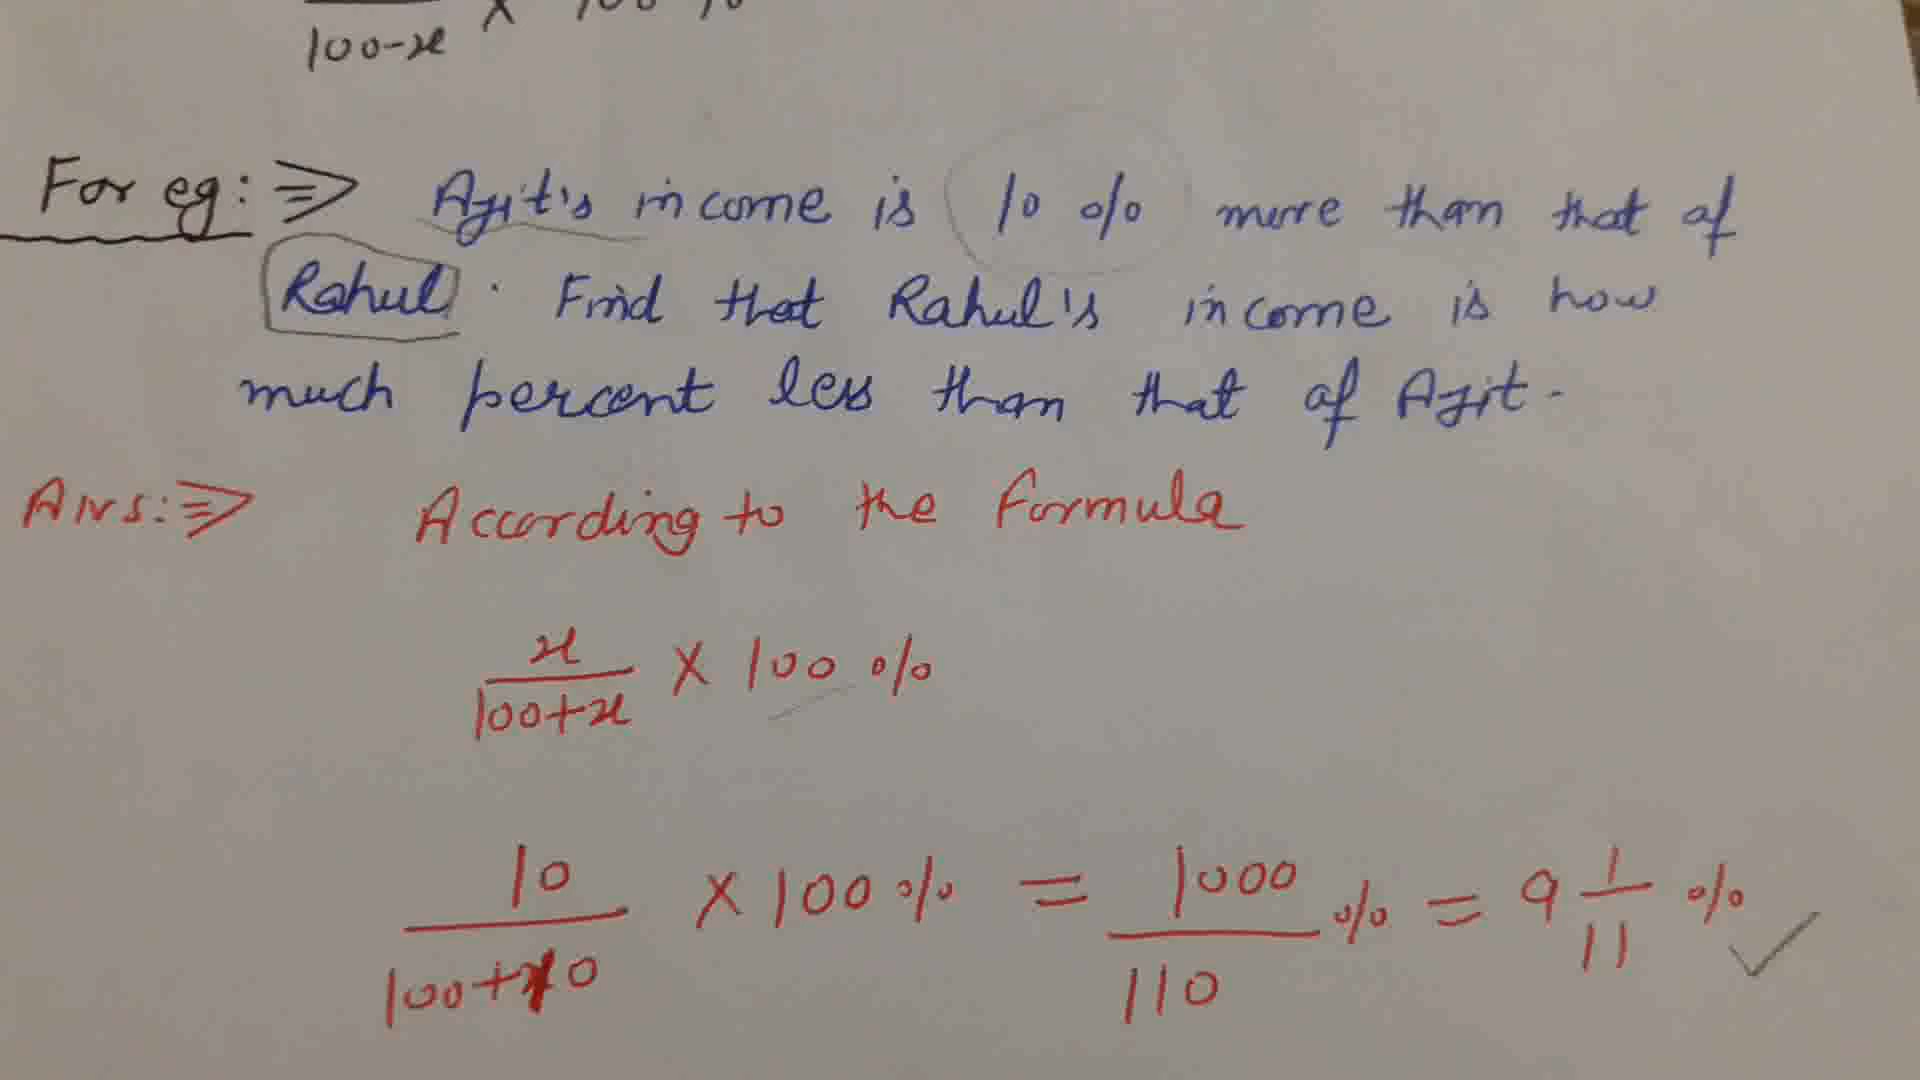 100-x ×
For eg:⇒ Ajit's income is 10 % more than that of
Rahul. Find that Rahul's income is how
much percent less than that of Ajit.
Ans:⇒ According to the formula
x/100+x × 100 %
10/100+10 × 100 % = 1000/110 % = 9 1/11 % ✓